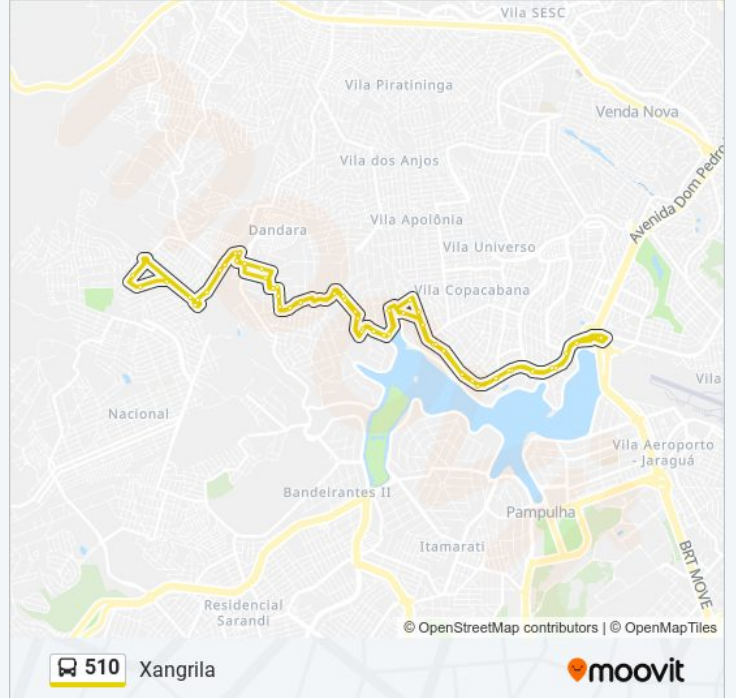 Vila SESC
Vila Piratininga
Venda Nova
Vila dos Anjos
Avenida Dom Pedro
Vila Apolônia
Dandara
Vila Universo
Vila Copacabana
Vila
Nacional
Vila Aeroporto
- Jaraguá
Bandeirantes II
Pampulha
Itamarati
BRT MOVE
Residencial
Sarandi
© OpenStreetMap contributors | © OpenMapTiles
510 Xangrila
moovit